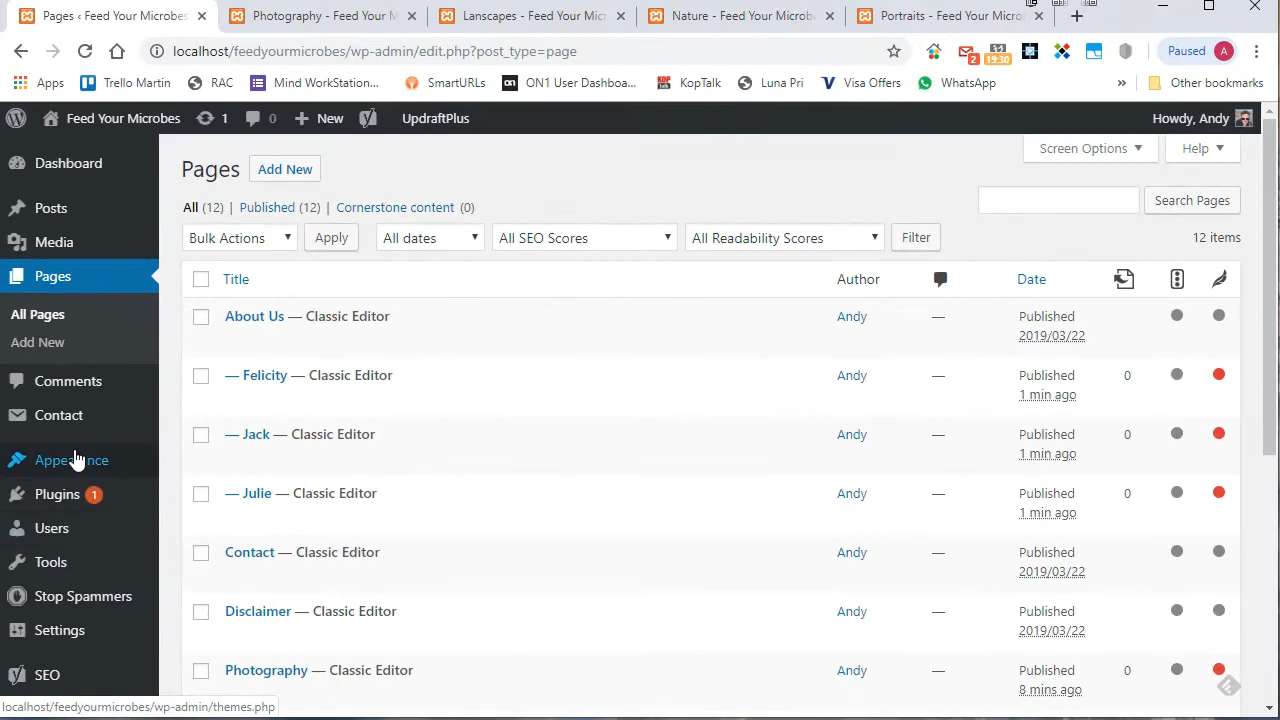 Pages ‹ Feed Your Microbes
Photography - Feed Your M
Lanscapes - Feed Your Mic
Nature - Feed Your Microbe
Portraits - Feed Your Micro
localhost/feedyourmicrobes/wp-admin/edit.php?post_type=page
2
19:30
Paused A
Apps
Trello Martin
RAC
Mind WorkStation...
SmartURLs
ON1 User Dashboa...
KopTalk
Luna Pri
Visa Offers
WhatsApp
»
Other bookmarks
Feed Your Microbes
1
0
New
UpdraftPlus
Howdy, Andy
Dashboard
Posts
Media
Pages
All Pages
Add New
Comments
Contact
Appearance
Plugins 1
Users
Tools
Stop Spammers
Settings
SEO
Pages Add New
Screen Options
Help
All (12) | Published (12) | Cornerstone content (0)
Search Pages
Bulk Actions
Apply
All dates
All SEO Scores
All Readability Scores
Filter
12 items
Title Author Date
About Us — Classic Editor Andy — Published
2019/03/22
— Felicity — Classic Editor Andy — Published 0
1 min ago
— Jack — Classic Editor Andy — Published 0
1 min ago
— Julie — Classic Editor Andy — Published 0
1 min ago
Contact — Classic Editor Andy — Published
2019/03/22
Disclaimer — Classic Editor Andy — Published
2019/03/22
Photography — Classic Editor Andy — Published 0
8 mins ago
localhost/feedyourmicrobes/wp-admin/themes.php